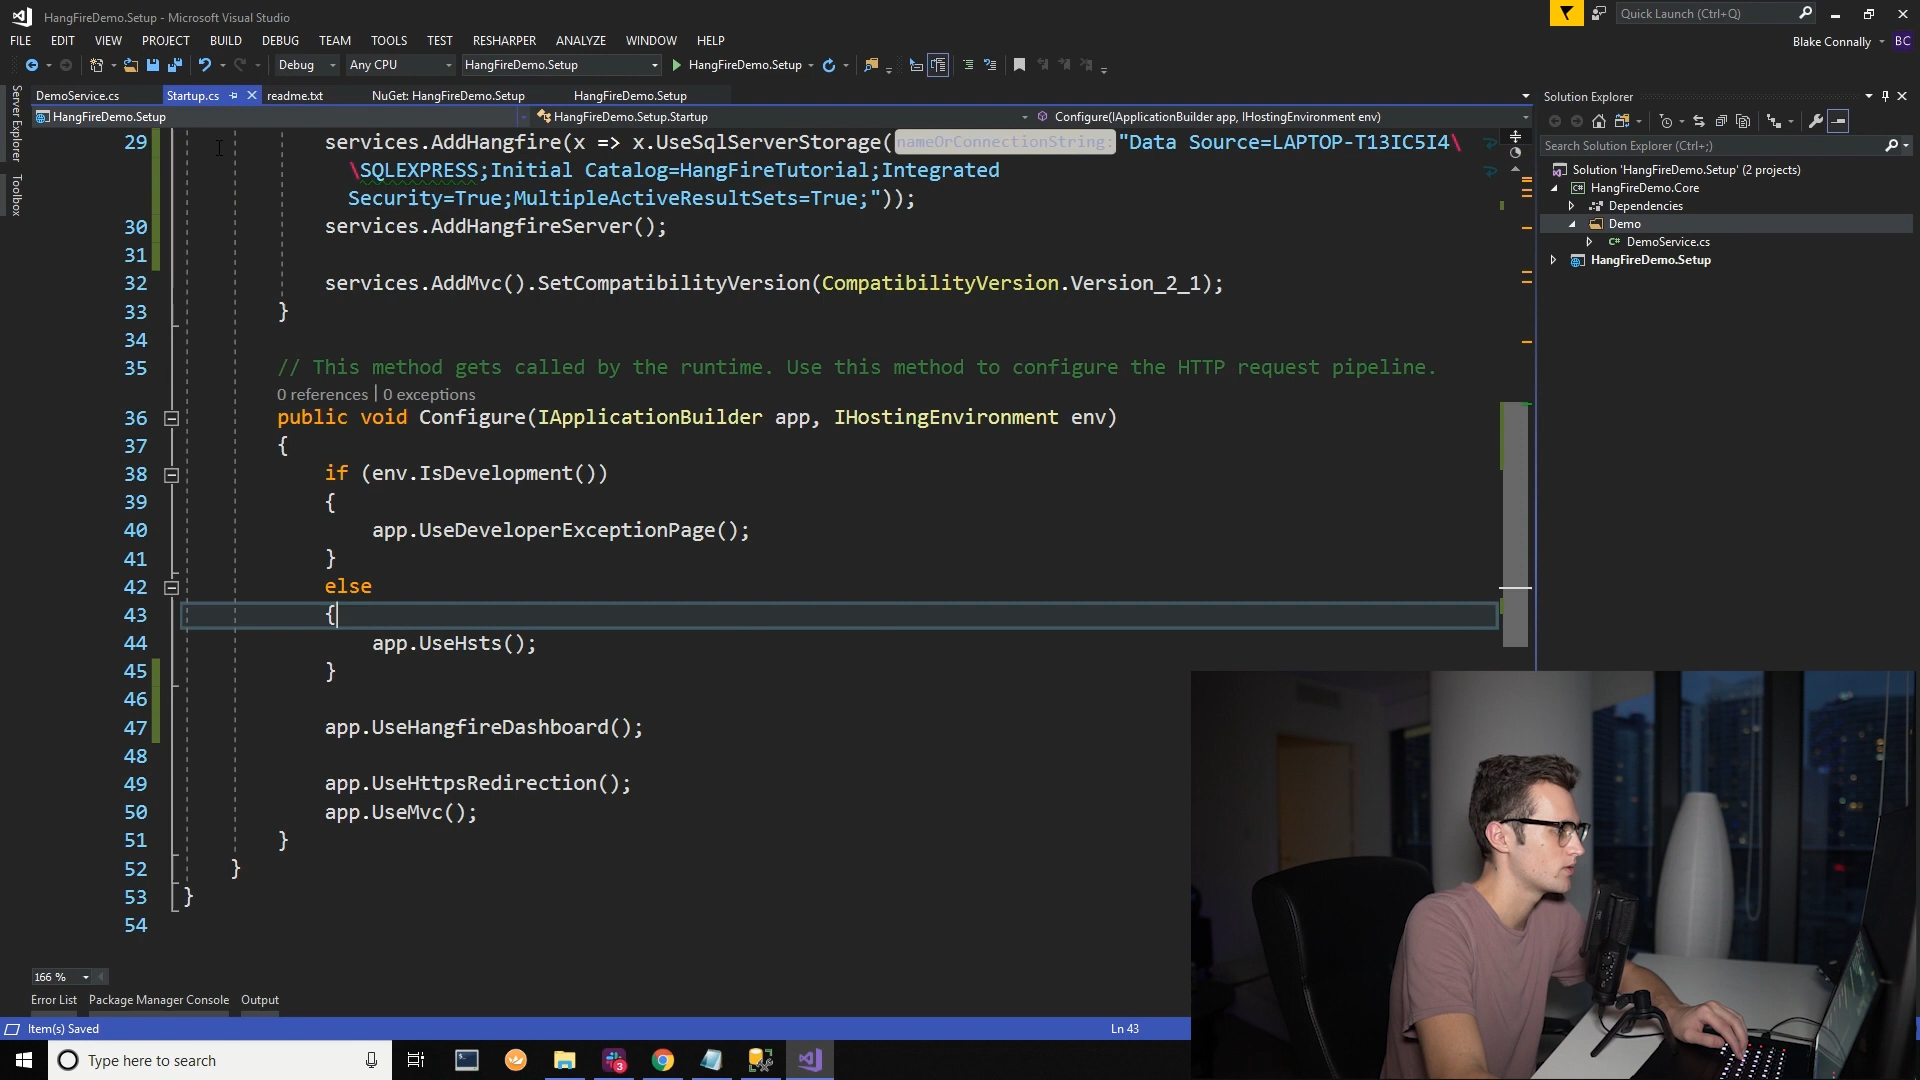 HangFireDemo.Setup - Microsoft Visual Studio
Quick Launch (Ctrl+Q)
FILE EDIT VIEW PROJECT BUILD DEBUG TEAM TOOLS TEST RESHARPER ANALYZE WINDOW HELP
Blake Connally BC
Debug Any CPU HangFireDemo.Setup HangFireDemo.Setup
Server Explorer
Toolbox
DemoService.cs Startup.cs readme.txt NuGet: HangFireDemo.Setup HangFireDemo.Setup
HangFireDemo.Setup HangFireDemo.Setup.Startup Configure(IApplicationBuilder app, IHostingEnvironment env)
29 services.AddHangfire(x => x.UseSqlServerStorage(nameOrConnectionString:"Data Source=LAPTOP-T13IC5I4\
\SQLEXPRESS;Initial Catalog=HangFireTutorial;Integrated
Security=True;MultipleActiveResultSets=True;"));
30 services.AddHangfireServer();
31
32 services.AddMvc().SetCompatibilityVersion(CompatibilityVersion.Version_2_1);
33 }
34
35 // This method gets called by the runtime. Use this method to configure the HTTP request pipeline.
0 references | 0 exceptions
36 public void Configure(IApplicationBuilder app, IHostingEnvironment env)
37 {
38 if (env.IsDevelopment())
39 {
40 app.UseDeveloperExceptionPage();
41 }
42 else
43 {
44 app.UseHsts();
45 }
46
47 app.UseHangfireDashboard();
48
49 app.UseHttpsRedirection();
50 app.UseMvc();
51 }
52 }
53 }
54
Solution Explorer
Search Solution Explorer (Ctrl+;)
Solution 'HangFireDemo.Setup' (2 projects)
HangFireDemo.Core
Dependencies
Demo
C# DemoService.cs
HangFireDemo.Setup
166 %
Error List Package Manager Console Output
Item(s) Saved Ln 43
Type here to search
3